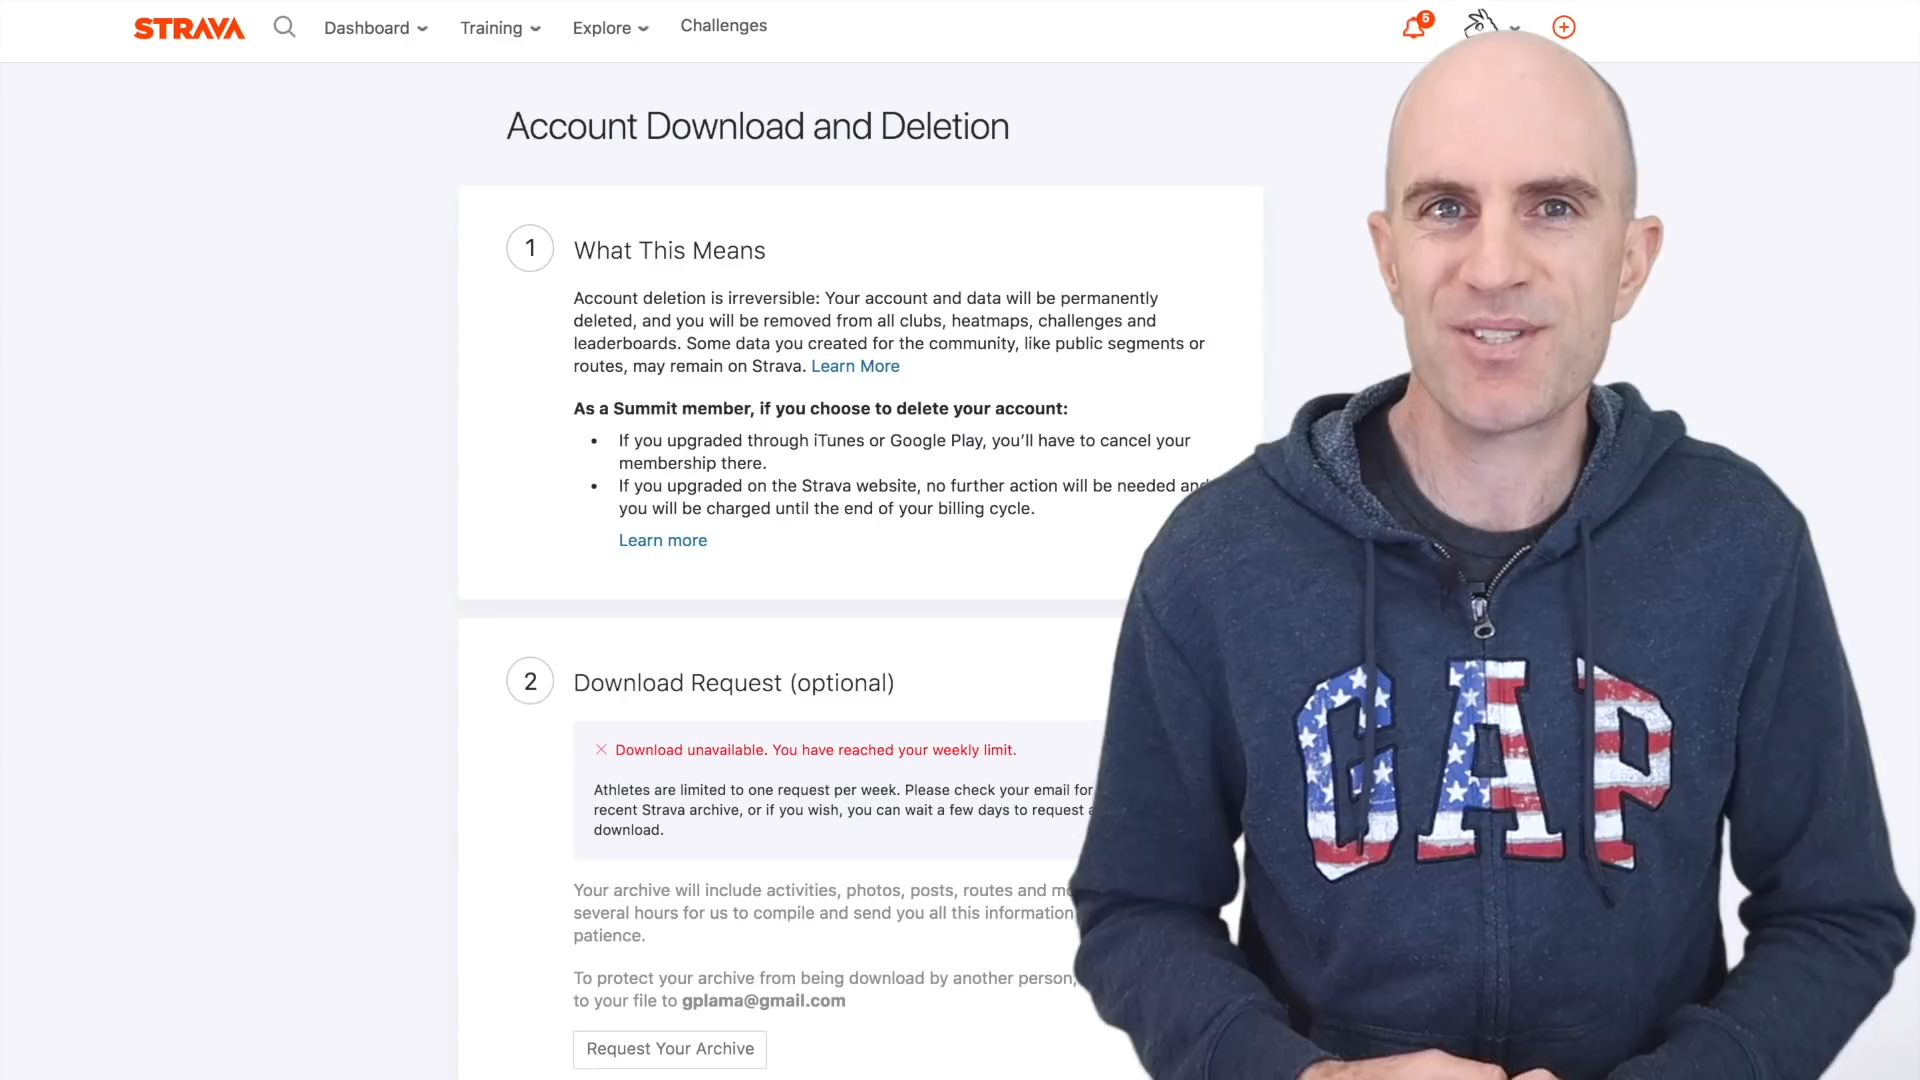 STRAVA Dashboard Training Explore Challenges 5
Account Download and Deletion
1 What This Means
Account deletion is irreversible: Your account and data will be permanently
deleted, and you will be removed from all clubs, heatmaps, challenges and
leaderboards. Some data you created for the community, like public segments or
routes, may remain on Strava. Learn More
As a Summit member, if you choose to delete your account:
• If you upgraded through iTunes or Google Play, you’ll have to cancel your
membership there.
• If you upgraded on the Strava website, no further action will be needed and
you will be charged until the end of your billing cycle.
Learn more
2 Download Request (optional)
Download unavailable. You have reached your weekly limit.
Athletes are limited to one request per week. Please check your email for
recent Strava archive, or if you wish, you can wait a few days to request a
download.
Your archive will include activities, photos, posts, routes and
several hours for us to compile and send you all this information
patience.
To protect your archive from being download by another person,
to your file to gplama@gmail.com
Request Your Archive
GAP